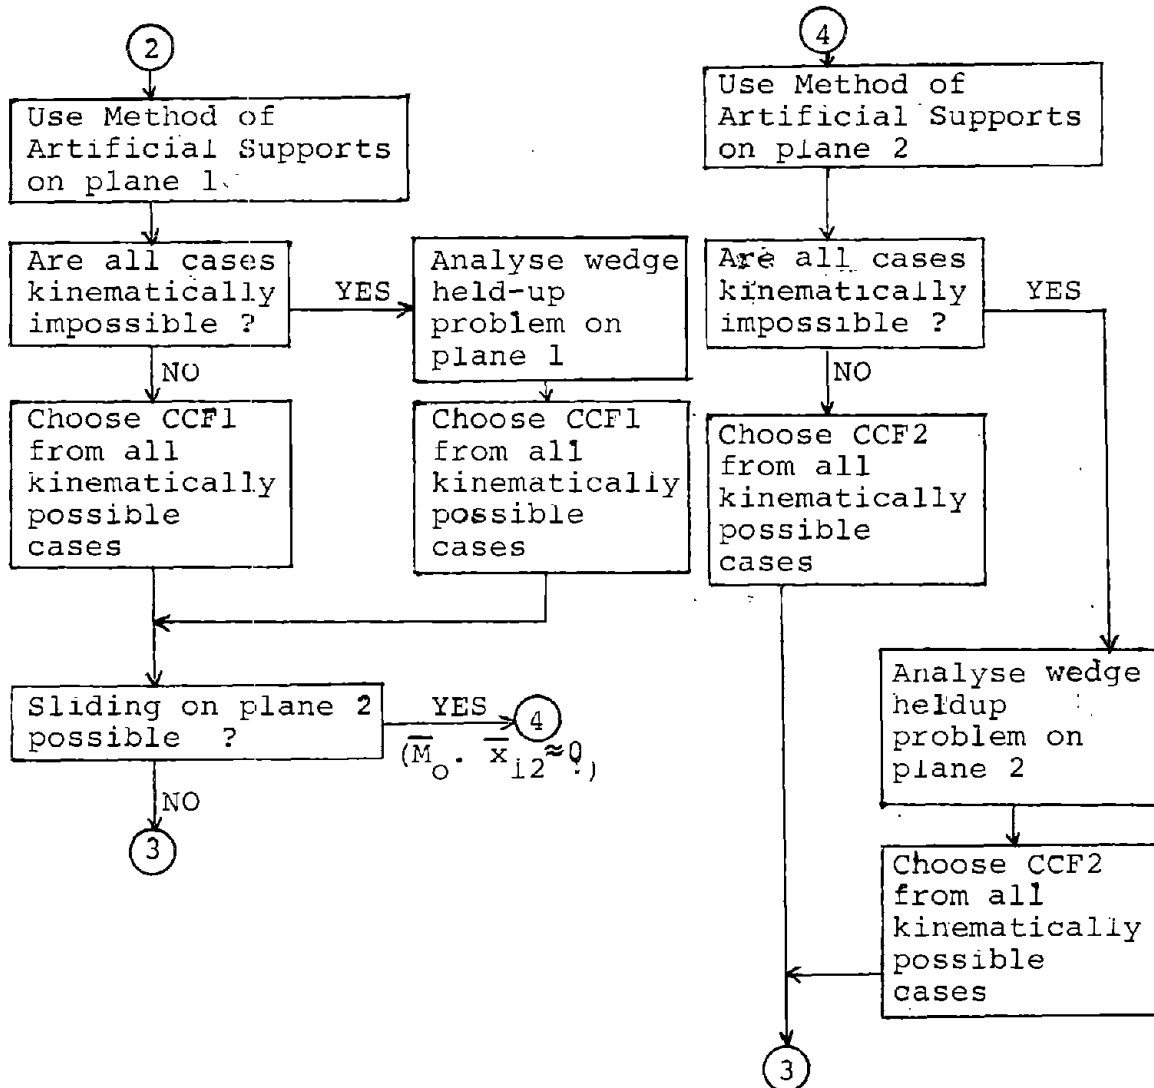 2
Use Method of
Artificial Supports
on plane 1
Are all cases
kinematically
impossible ?
YES
Analyse wedge
held-up
problem on
plane 1
NO
Choose CCF1
from all
kinematically
possible
cases
Choose CCF1
from all
kinematically
possible
cases
Sliding on plane 2
possible ?
YES
4
(M̅o. x̅i2≈0)
NO
3
4
Use Method of
Artificial Supports
on plane 2
Are all cases
kinematically
impossible ?
YES
NO
Choose CCF2
from all
kinematically
possible
cases
Analyse wedge
heldup
problem on
plane 2
Choose CCF2
from all
kinematically
possible
cases
3